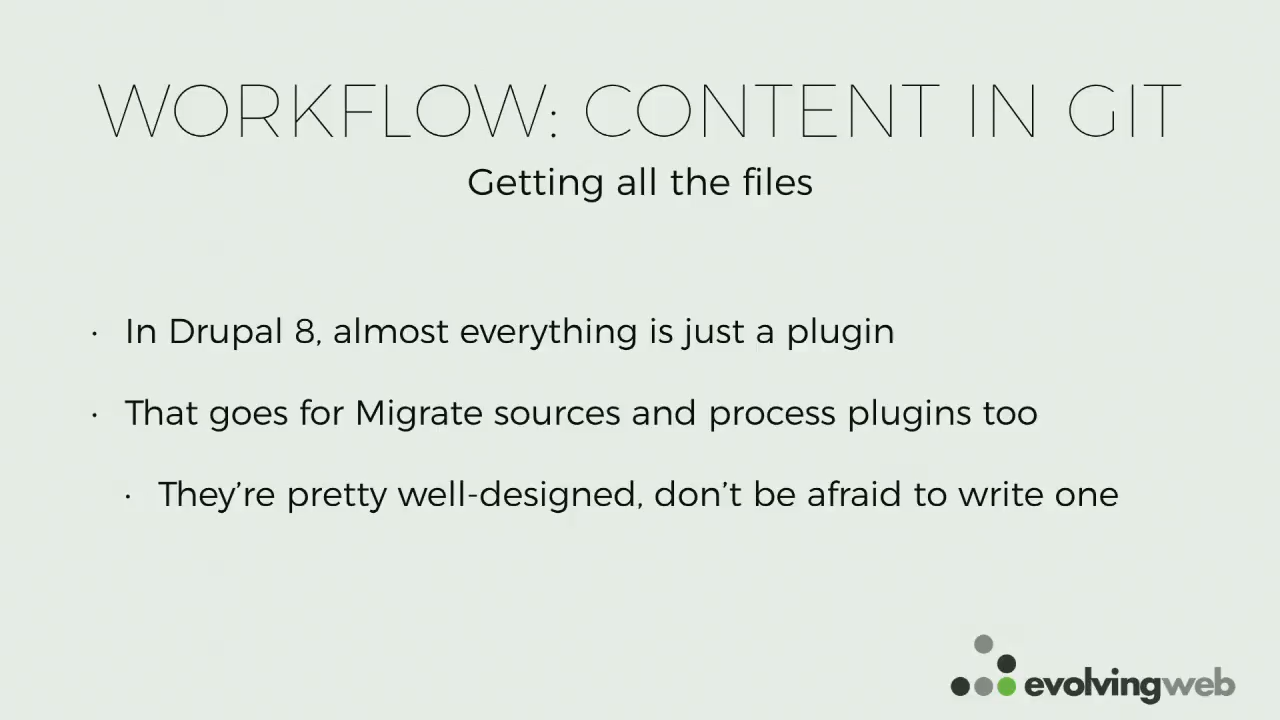 WORKFLOW: CONTENT IN GIT
Getting all the files
· In Drupal 8, almost everything is just a plugin
· That goes for Migrate sources and process plugins too
· They’re pretty well-designed, don’t be afraid to write one
evolvingweb